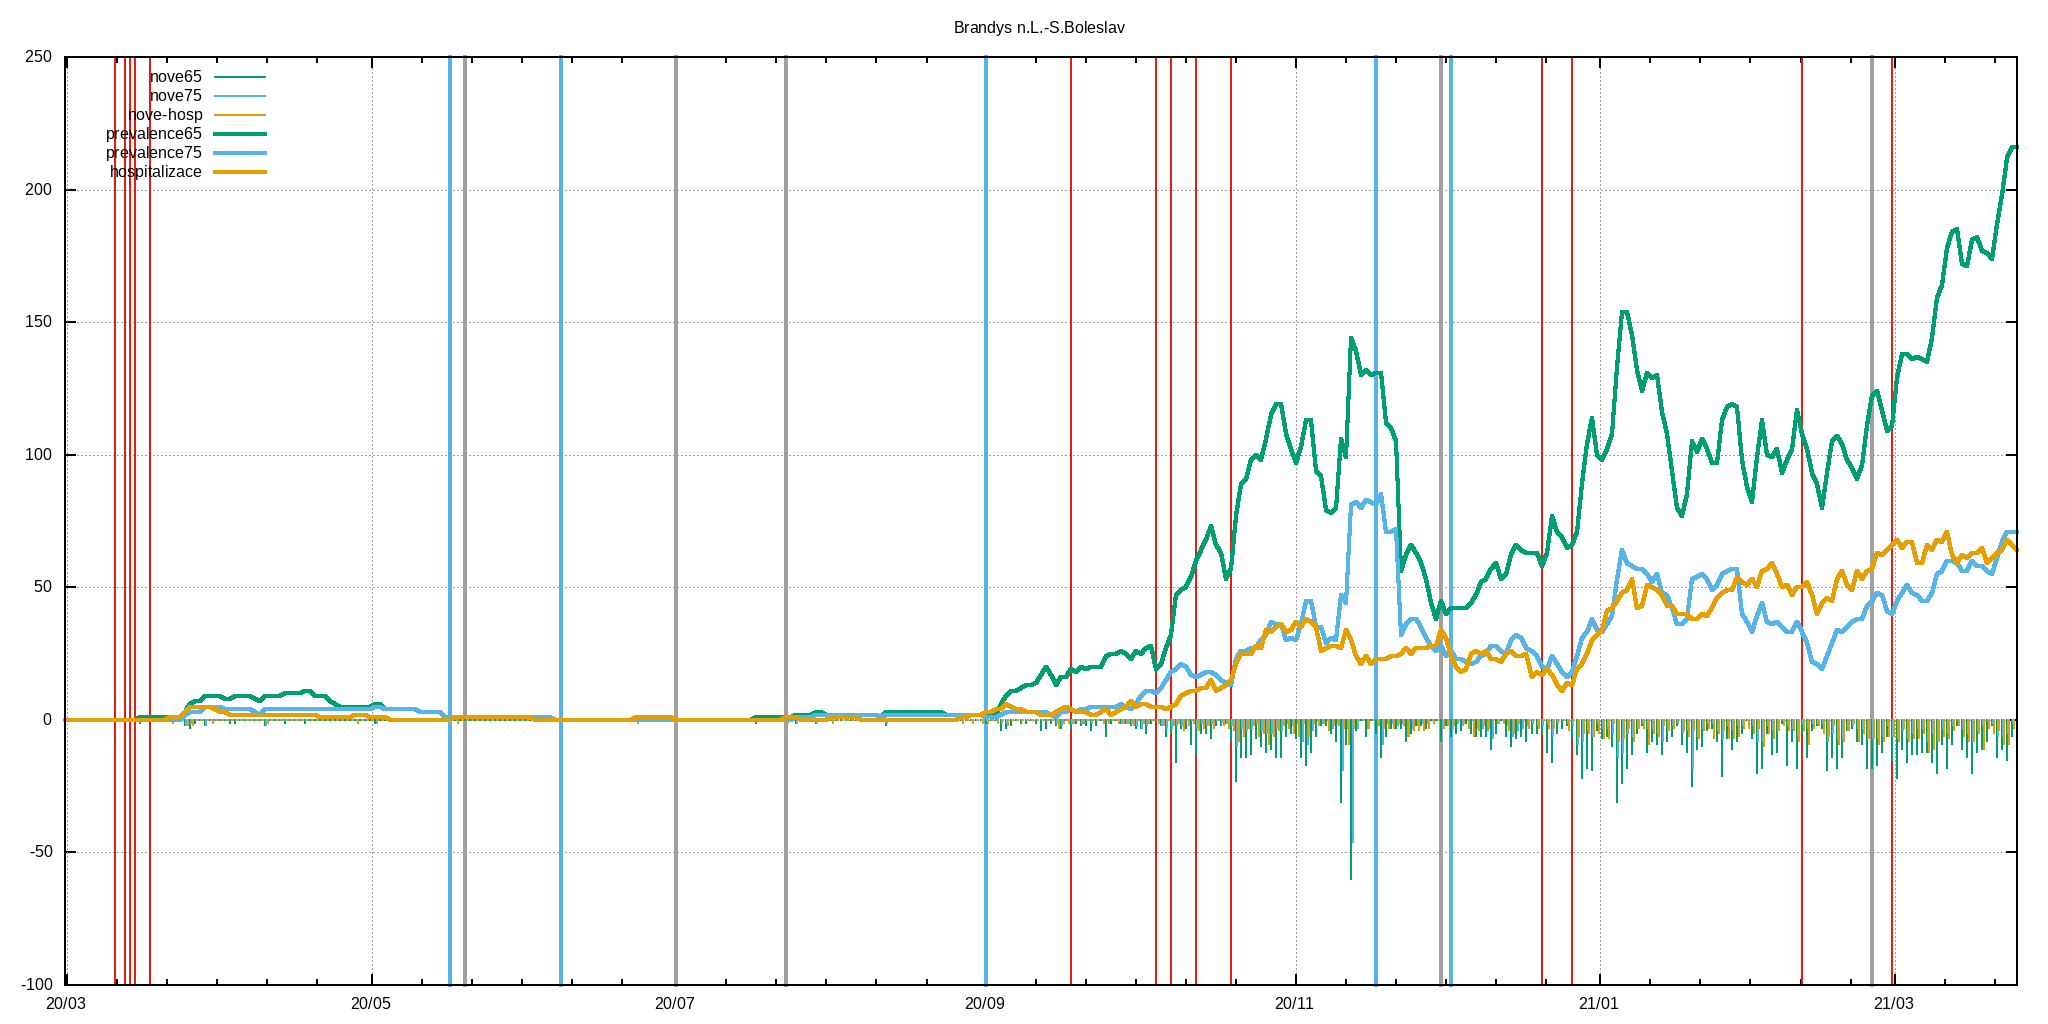 Brandys n.L.-S.Boleslav
250
200
150
100
50
0
-50
-100
nove65
nove75
nove-hosp
prevalence65
prevalence75
hospitalizace
20/03 20/05 20/07 20/09 20/11 21/01 21/03